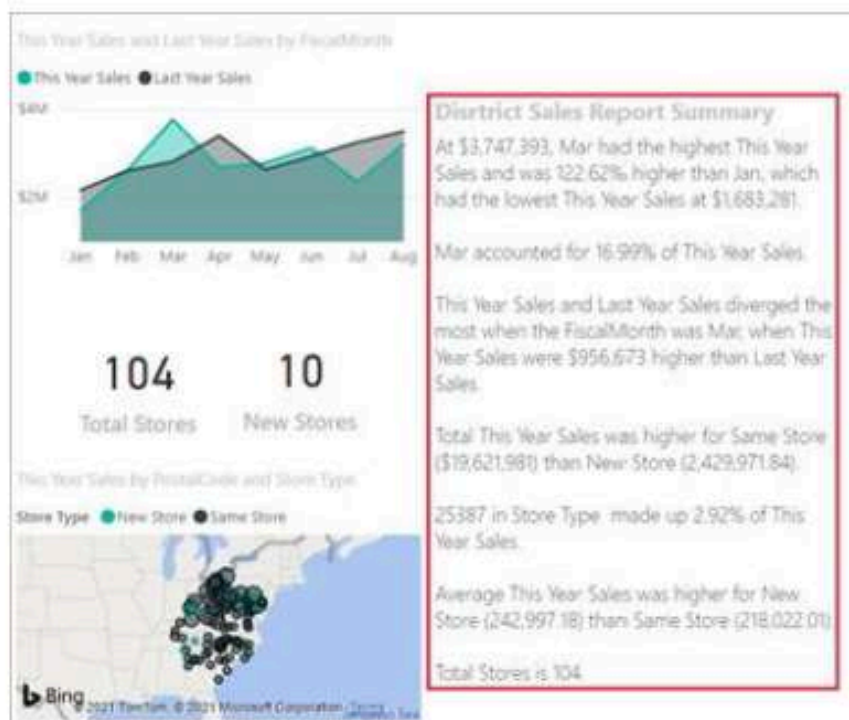 This Year Sales and Last Year Sales by FiscalMonth
This Year Sales Last Year Sales
$4M
$2M
Jan Feb Mar Apr May Jun Jul Aug
104
Total Stores
10
New Stores
This Year Sales by PostalCode and Store Type
Store Type New Store Same Store
Bing
© 2021 TomTom, © 2021 Microsoft Corporation Terms
Disrtrict Sales Report Summary
At $3,747,393, Mar had the highest This Year
Sales and was 122.62% higher than Jan, which
had the lowest This Year Sales at $1,683,281.
Mar accounted for 16.99% of This Year Sales.
This Year Sales and Last Year Sales diverged the
most when the FiscalMonth was Mar, when This
Year Sales were $956,673 higher than Last Year
Sales.
Total This Year Sales was higher for Same Store
($19,621,981) than New Store (2,429,971.84).
25387 in Store Type made up 2.92% of This
Year Sales.
Average This Year Sales was higher for New
Store (242,997.18) than Same Store (218,022.01)
Total Stores is 104.